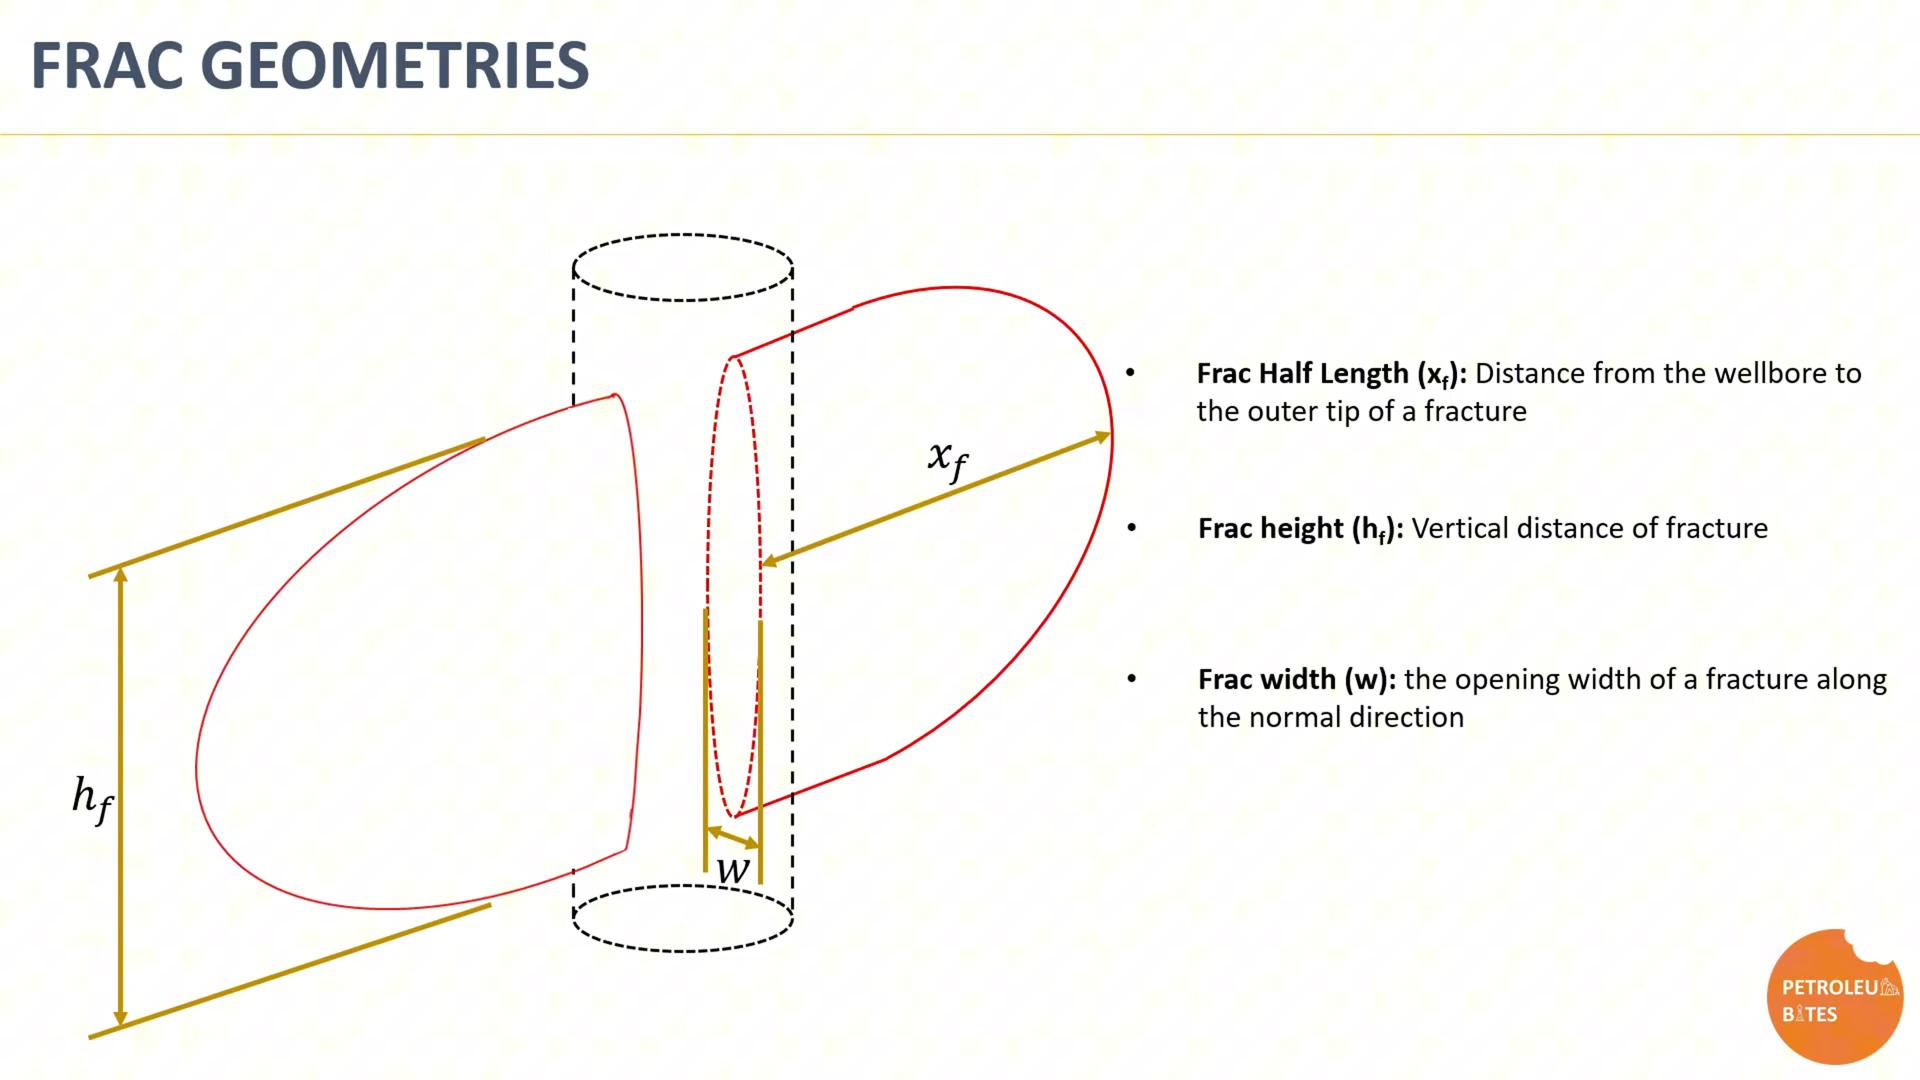 FRAC GEOMETRIES
x_f
h_f
w
• Frac Half Length (x_f): Distance from the wellbore to
the outer tip of a fracture
• Frac height (h_f): Vertical distance of fracture
• Frac width (w): the opening width of a fracture along
the normal direction
PETROLEU
BITES